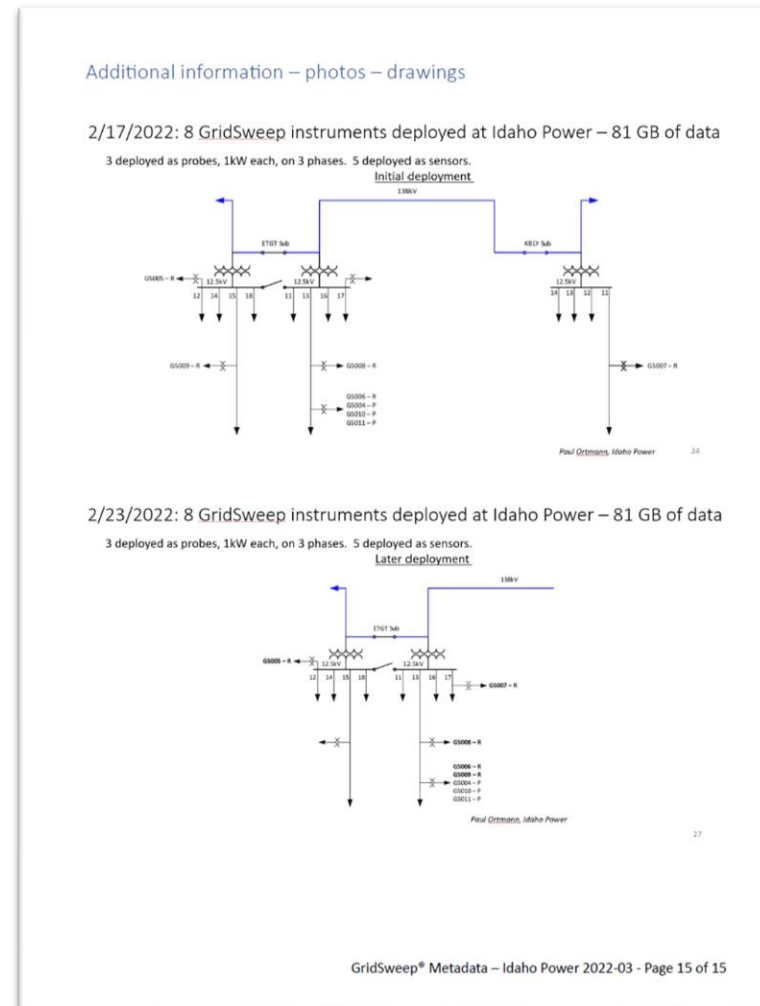 Additional information – photos – drawings
2/17/2022: 8 GridSweep instruments deployed at Idaho Power – 81 GB of data
3 deployed as probes, 1kW each, on 3 phases. 5 deployed as sensors.
Initial deployment
138kV
ETGT Sub
KBLY Sub
GS005-R
12.5kV
12.5kV
12.5kV
12 14 15 18
11 13 16 17
14 13 12 11
GS009-R
GS008-R
GS007-R
GS006-R
GS004-P
GS010-P
GS011-P
Paul Ortmann, Idaho Power
24
2/23/2022: 8 GridSweep instruments deployed at Idaho Power – 81 GB of data
3 deployed as probes, 1kW each, on 3 phases. 5 deployed as sensors.
Later deployment
138kV
ETGT Sub
GS005-R
12.5kV
12.5kV
12 14 15 18
11 13 16 17
GS007-R
GS008-R
GS006-R
GS009-R
GS004-P
GS010-P
GS011-P
Paul Ortmann, Idaho Power
27
GridSweep® Metadata – Idaho Power 2022-03 - Page 15 of 15